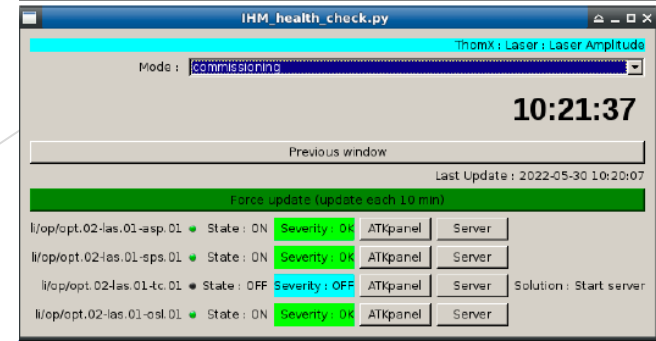 IHM_health_check.py
ThomX : Laser : Laser Amplitude
Mode : commissioning
10:21:37
Previous window
Last Update : 2022-05-30 10:20:07
Force update (update each 10 min)
li/op/opt.02-las.01-asp.01 State : ON Severity : OK ATKpanel Server
li/op/opt.02-las.01-sps.01 State : ON Severity : OK ATKpanel Server
li/op/opt.02-las.01-tc.01 State : OFF Severity : OFF ATKpanel Server Solution : Start server
li/op/opt.02-las.01-osl.01 State : ON Severity : OK ATKpanel Server